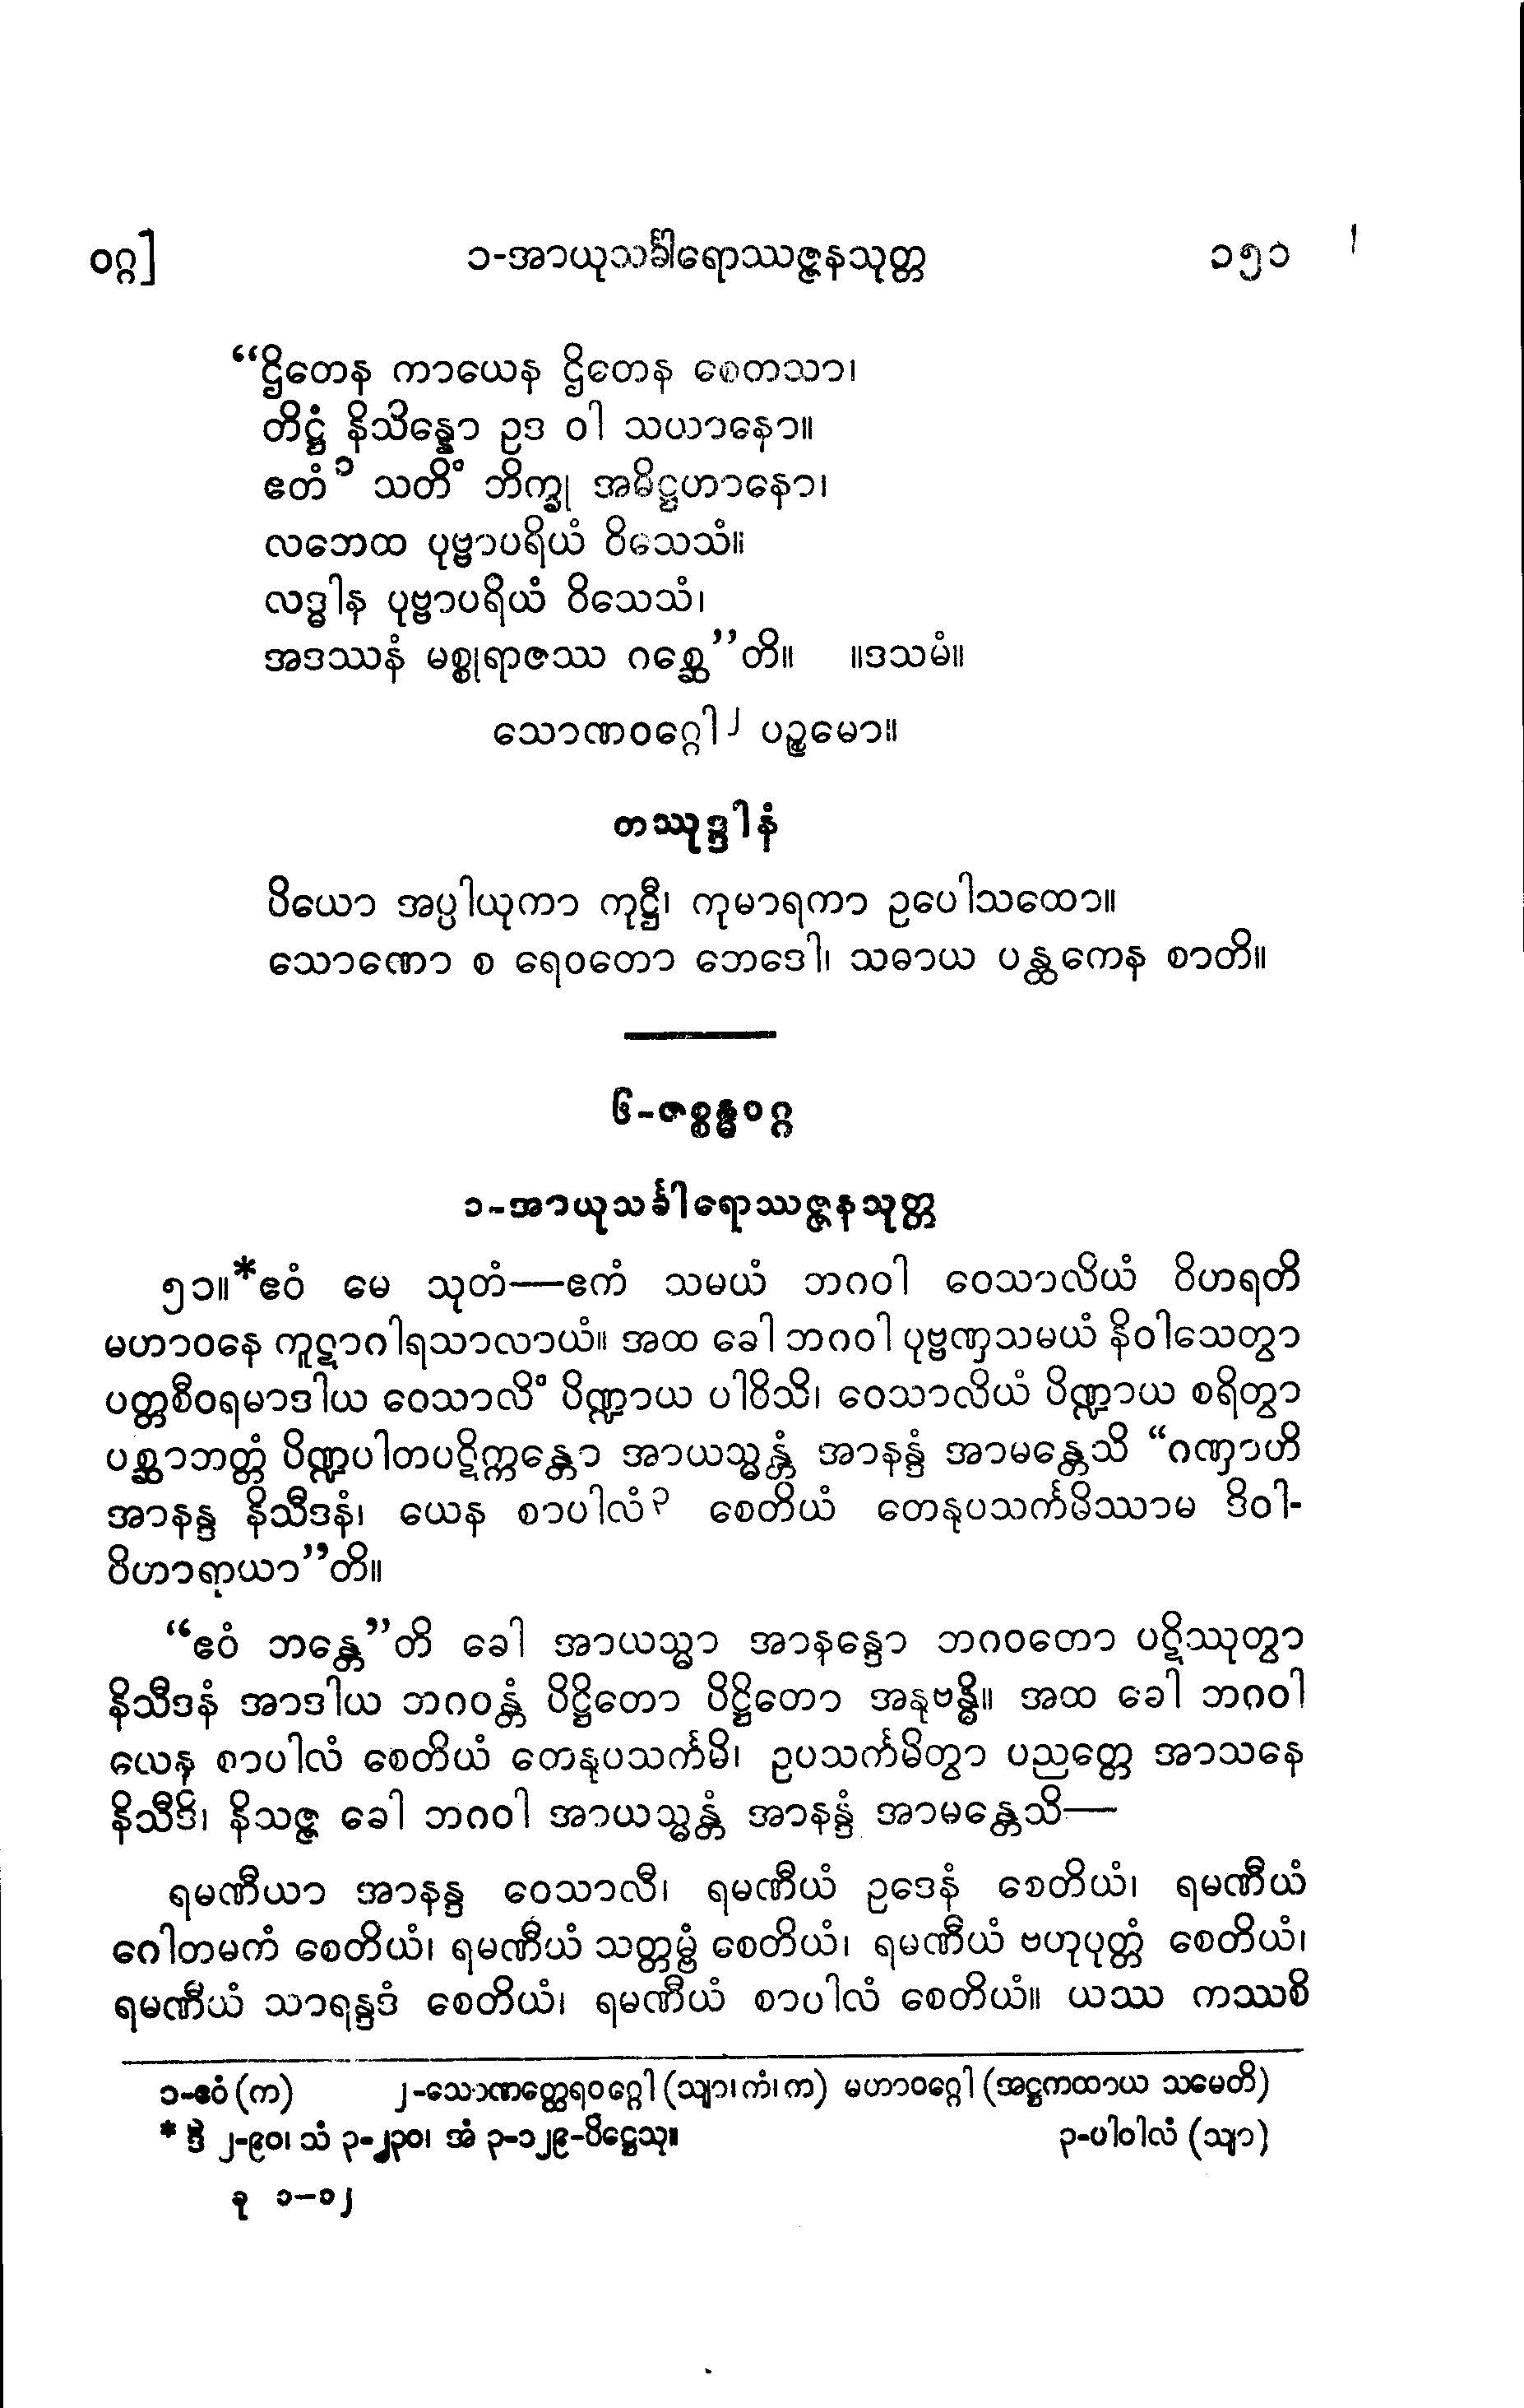 ဝဂ္ဂ] ၁-အာယုသင်္ခါရောဿဇ္ဇနသုတ္တ ၁၅၁
“ဌိတေန ကာယေန ဌိတေန စေတသာ၊
တိဋ္ဌံ နိသိန္နော ဥဒ ဝါ သယာနော။
ဧတံ ၁ သတိံ ဘိက္ခု အဓိဋ္ဌဟာနော၊
လဘေထ ပုဗ္ဗာပရိယံ ဝိသေသံ။
လဒ္ဓါန ပုဗ္ဗာပရိယံ ဝိသေသံ၊
အဒဿနံ မစ္စုရာဇဿ ဂစ္ဆေ”တိ။ ။ဒသမံ။
သောဏဝဂ္ဂေါ ၂ ပဉ္စမော။
တဿုဒ္ဒါနံ
ပိယော အပ္ပါယုကာ ကုဋ္ဌီ၊ ကုမာရကာ ဥပေါသထော။
သောဏော စ ရေဝတော ဘေဒေါ၊ သဓာယ ပန္ထကေန စာတိ။
၆-ဇစ္စန္ဓဝဂ္ဂ
၁-အာယုသင်္ခါရောဿဇ္ဇနသုတ္တ
၅၁။*ဧဝံ မေ သုတံ—ဧကံ သမယံ ဘဂဝါ ဝေသာလိယံ ဝိဟရတိ
မဟာဝနေ ကူဋာဂါရသာလာယံ။ အထ ခေါ ဘဂဝါ ပုဗ္ဗဏှသမယံ နိဝါသေတွာ
ပတ္တစီဝရမာဒါယ ဝေသာလိံ ပိဏ္ဍာယ ပါဝိသိ၊ ဝေသာလိယံ ပိဏ္ဍာယ စရိတွာ
ပစ္ဆာဘတ္တံ ပိဏ္ဍပါတပဋိက္ကန္တော အာယသ္မန္တံ အာနန္ဒံ အာမန္တေသိ “ဂဏှာဟိ
အာနန္ဒ နိသီဒနံ၊ ယေန စာပါလံ ၃ စေတိယံ တေနုပသင်္ကမိဿာမ ဒိဝါ-
ဝိဟာရာယာ”တိ။
“ဧဝံ ဘန္တေ”တိ ခေါ အာယသ္မာ အာနန္ဒော ဘဂဝတော ပဋိဿုတွာ
နိသီဒနံ အာဒါယ ဘဂဝန္တံ ပိဋ္ဌိတော ပိဋ္ဌိတော အနုဗန္ဓိ။ အထ ခေါ ဘဂဝါ
ယေန စာပါလံ စေတိယံ တေနုပသင်္ကမိ၊ ဥပသင်္ကမိတွာ ပညတ္တေ အာသနေ
နိသီဒိ၊ နိသဇ္ဇ ခေါ ဘဂဝါ အာယသ္မန္တံ အာနန္ဒံ အာမန္တေသိ—
ရမဏီယာ အာနန္ဒ ဝေသာလီ၊ ရမဏီယံ ဥဒေနံ စေတိယံ၊ ရမဏီယံ
ဂေါတမကံ စေတိယံ၊ ရမဏီယံ သတ္တမ္ဗံ စေတိယံ၊ ရမဏီယံ ဗဟုပုတ္တံ စေတိယံ၊
ရမဏီယံ သာရန္ဒဒံ စေတိယံ၊ ရမဏီယံ စာပါလံ စေတိယံ။ ယဿ ကဿစိ
၁-ဧဝံ (က) ၂-သောဏတ္ထေရဝဂ္ဂေါ (သျာ၊ကံ၊က) မဟာဝဂ္ဂေါ (အဋ္ဌကထာယ သမေတိ)
* ဒီ ၂-၉၀၊ သံ ၃-၂၃၀၊ အံ ၃-၁၂၉-ပိဋ္ဌေသု။ ၃-ပါဝါလံ (သျာ)
ခု ၁—၁၂